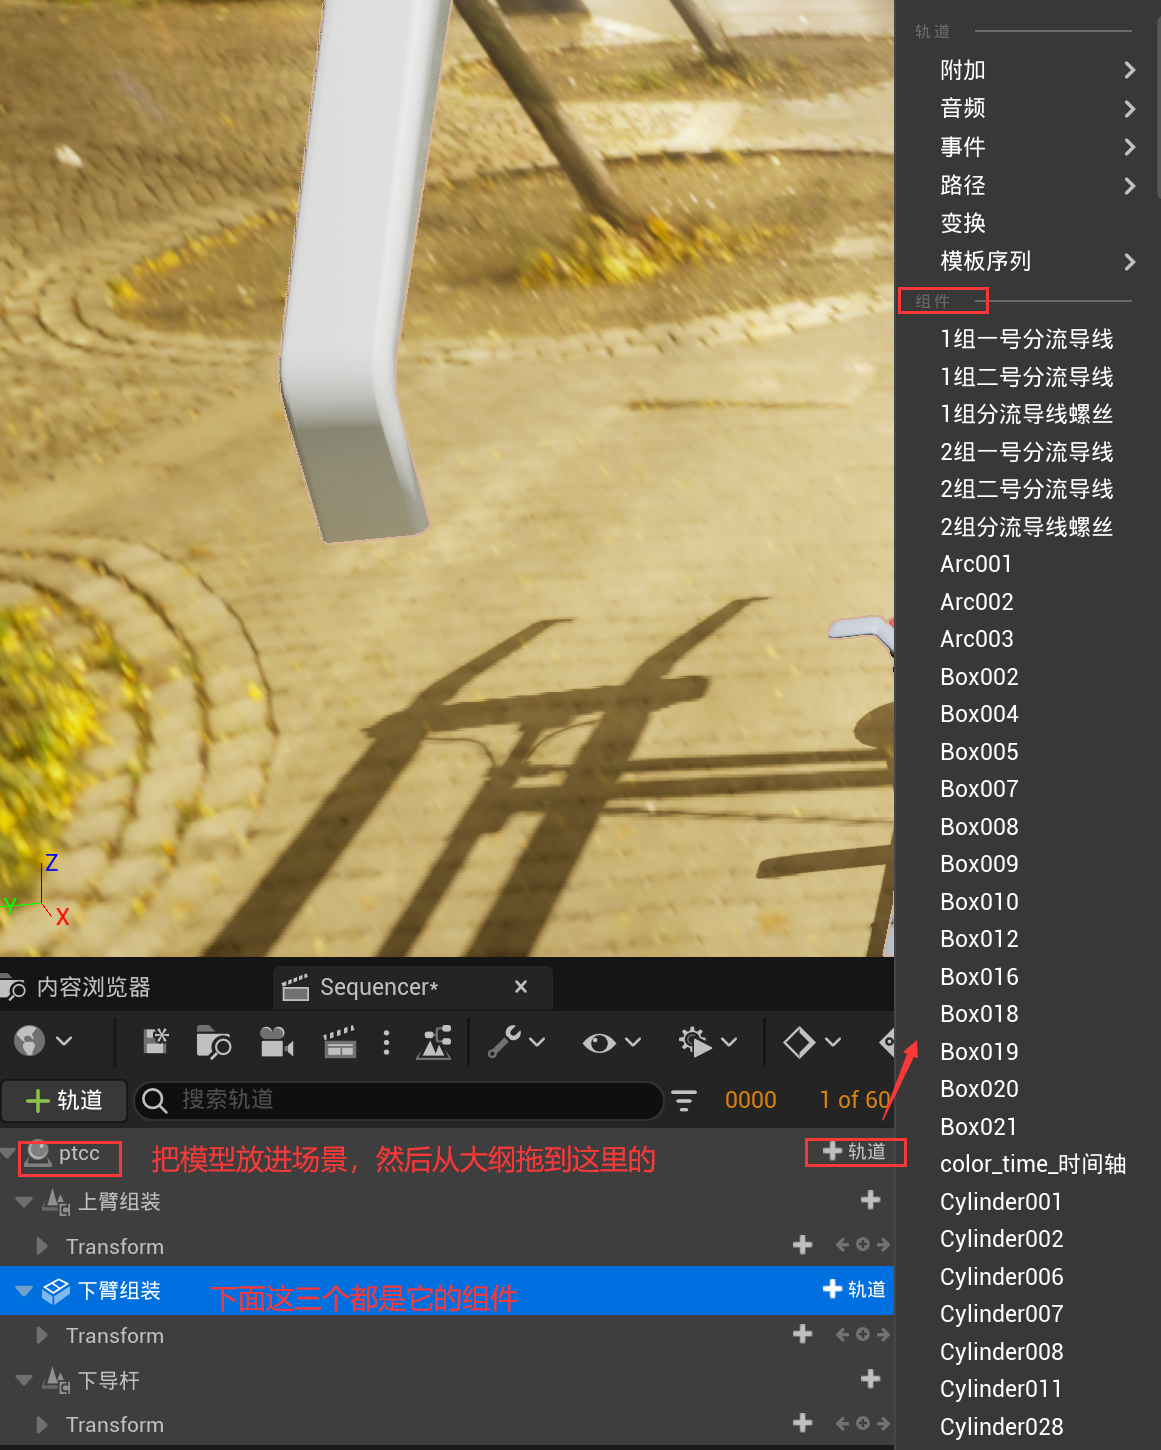 轨道
附加
音频
事件
路径
变换
模板序列
组件
1组一号分流导线
1组二号分流导线
1组分流导线螺丝
2组一号分流导线
2组二号分流导线
2组分流导线螺丝
Arc001
Arc002
Arc003
Box002
Box004
Box005
Box007
Box008
Box009
Box010
Box012
Box016
Box018
Box019
Box020
Box021
color_time_时间轴
Cylinder001
Cylinder002
Cylinder006
Cylinder007
Cylinder008
Cylinder011
Cylinder028
Z
Y
X
内容浏览器
Sequencer*
轨道
搜索轨道
0000
1 of 60
ptcc
把模型放进场景，然后从大纲拖到这里的
轨道
上臂组装
Transform
下臂组装
下面这三个都是它的组件
轨道
Transform
下导杆
Transform